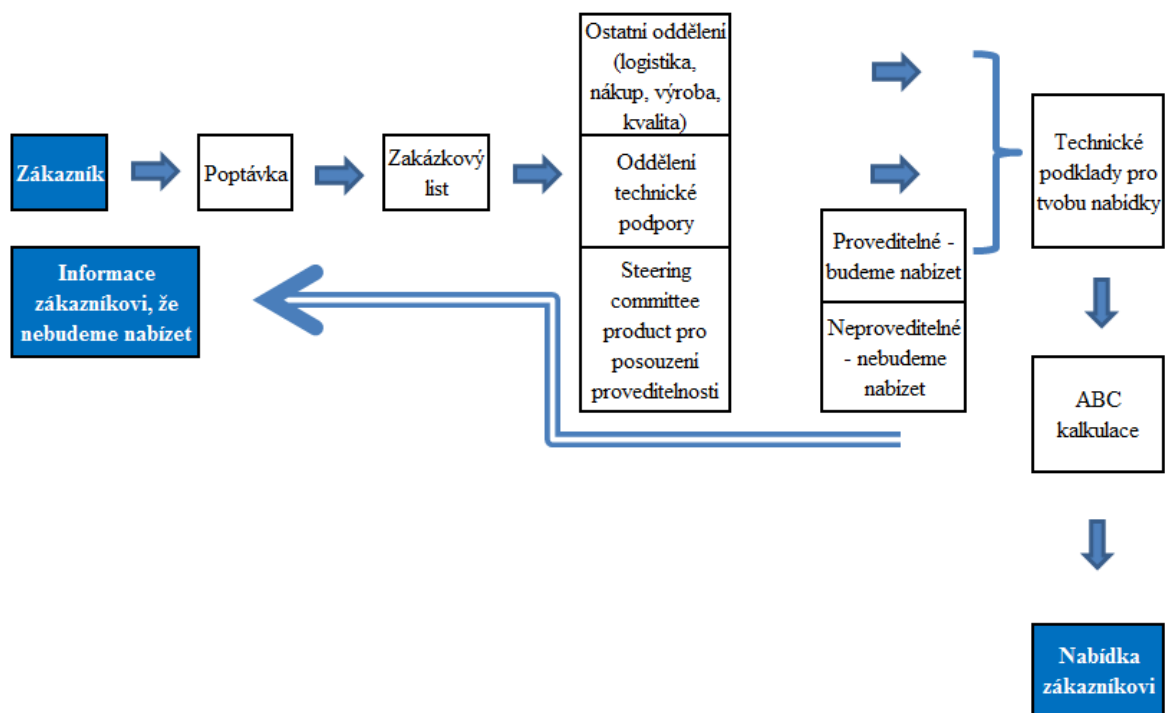 Zákazník
Poptávka
Zakázkový
list
Ostatní oddělení
(logistika,
nákup, výroba,
kvalita)
Oddělení
technické
podpory
Steering
committee
product pro
posouzení
proveditelnosti
Proveditelné -
budeme nabízet
Neproveditelné
- nebudeme
nabízet
Technické
podklady pro
tvobu nabídky
ABC
kalkulace
Nabídka
zákazníkovi
Informace
zákazníkovi, že
nebudeme nabízet